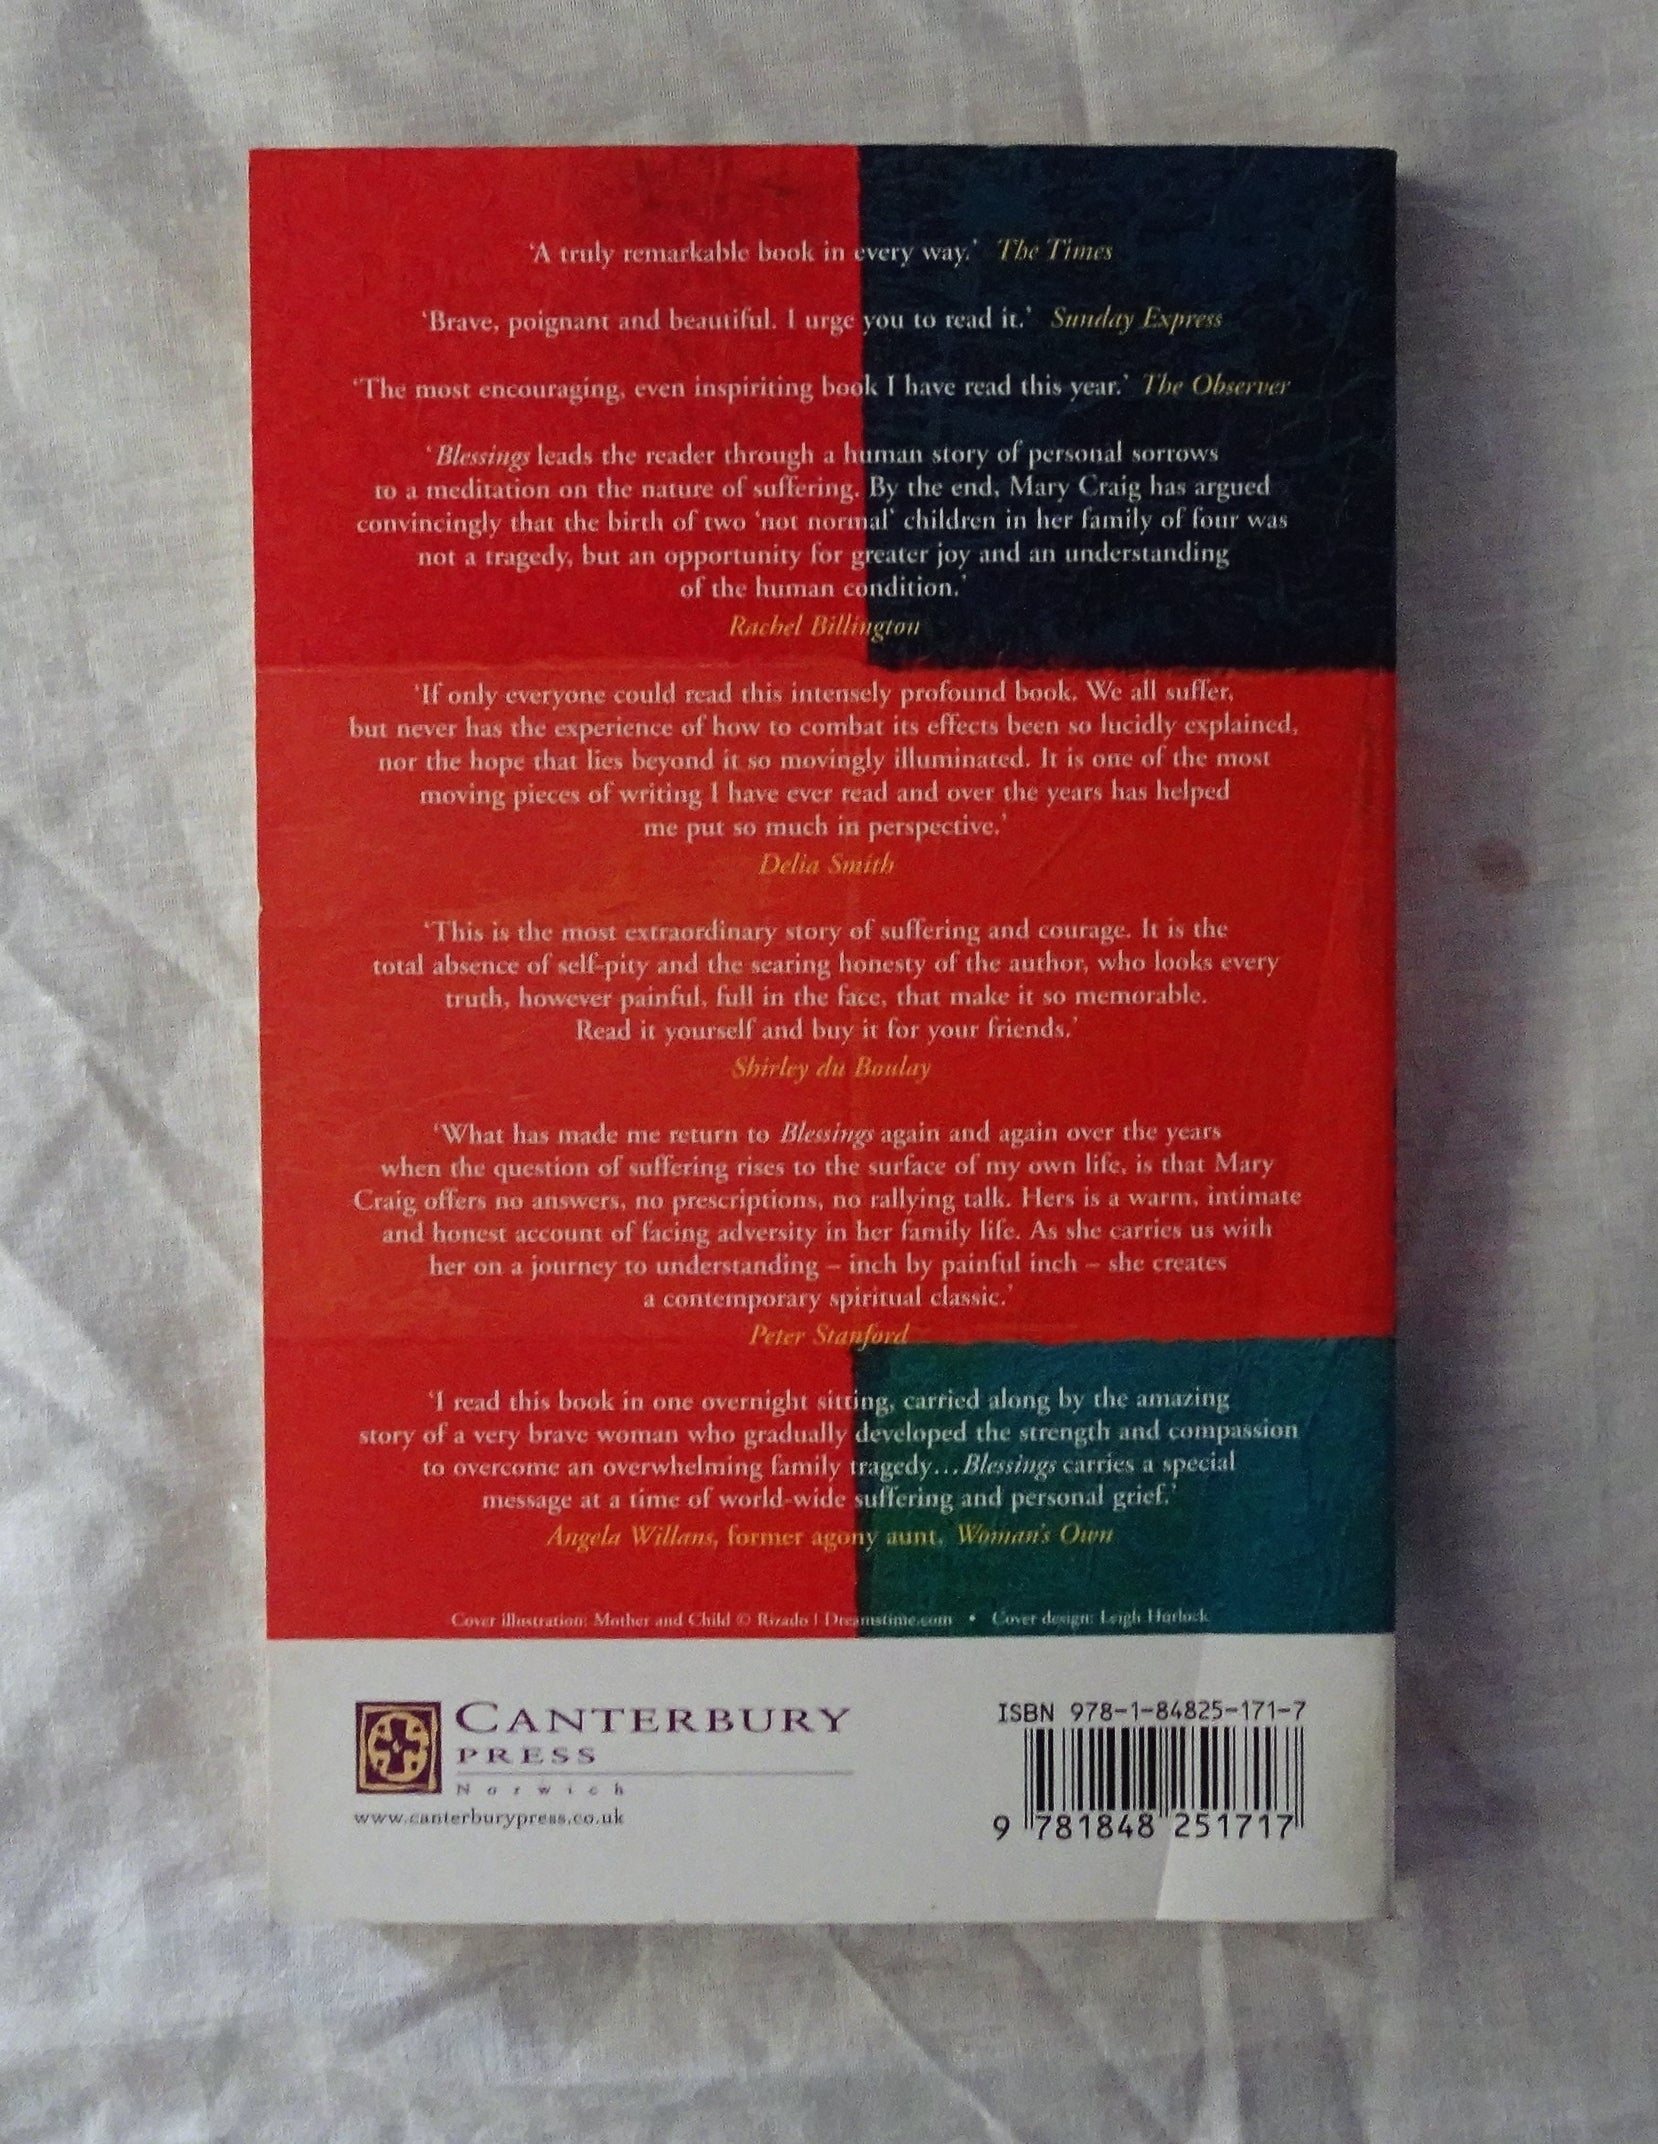 ‘A truly remarkable book in every way.’ The Times
‘Brave, poignant and beautiful. I urge you to read it.’ Sunday Express
‘The most encouraging, even inspiriting book I have read this year.’ The Observer
‘Blessings leads the reader through a human story of personal sorrows
to a meditation on the nature of suffering. By the end, Mary Craig has argued
convincingly that the birth of two ‘not normal‘ children in her family of four was
not a tragedy, but an opportunity for greater joy and an understanding
of the human condition.’
Rachel Billington
‘If only everyone could read this intensely profound book. We all suffer,
but never has the experience of how to combat its effects been so lucidly explained,
nor the hope that lies beyond it so movingly illuminated. It is one of the most
moving pieces of writing I have ever read and over the years has helped
me put so much in perspective.’
Delia Smith
‘This is the most extraordinary story of suffering and courage. It is the
total absence of self-pity and the searing honesty of the author, who looks every
truth, however painful, full in the face, that make it so memorable.
Read it yourself and buy it for your friends.’
Shirley du Boulay
‘What has made me return to Blessings again and again over the years
when the question of suffering rises to the surface of my own life, is that Mary
Craig offers no answers, no prescriptions, no rallying talk. Hers is a warm, intimate
and honest account of facing adversity in her family life. As she carries us with
her on a journey to understanding – inch by painful inch – she creates
a contemporary spiritual classic.’
Peter Stanford
‘I read this book in one overnight sitting, carried along by the amazing
story of a very brave woman who gradually developed the strength and compassion
to overcome an overwhelming family tragedy…Blessings carries a special
message at a time of world-wide suffering and personal grief.’
Angela Willans, former agony aunt, Woman's Own
Cover illustration: Mother and Child © Rizado | Dreamstime.com • Cover design: Leigh Hurlock
CANTERBURY
PRESS
Norwich
www.canterburypress.co.uk
ISBN 978-1-84825-171-7
9 781848 251717